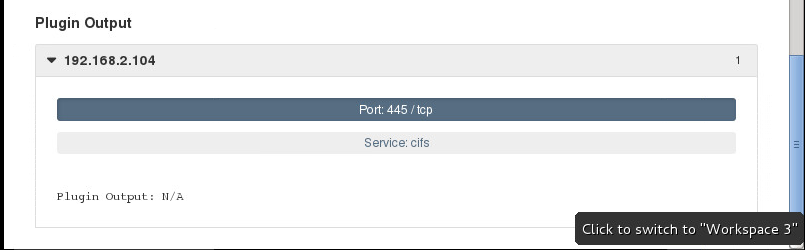 Plugin Output
192.168.2.104 1
Port: 445 / tcp
Service: cifs
Plugin Output: N/A
Click to switch to "Workspace 3"